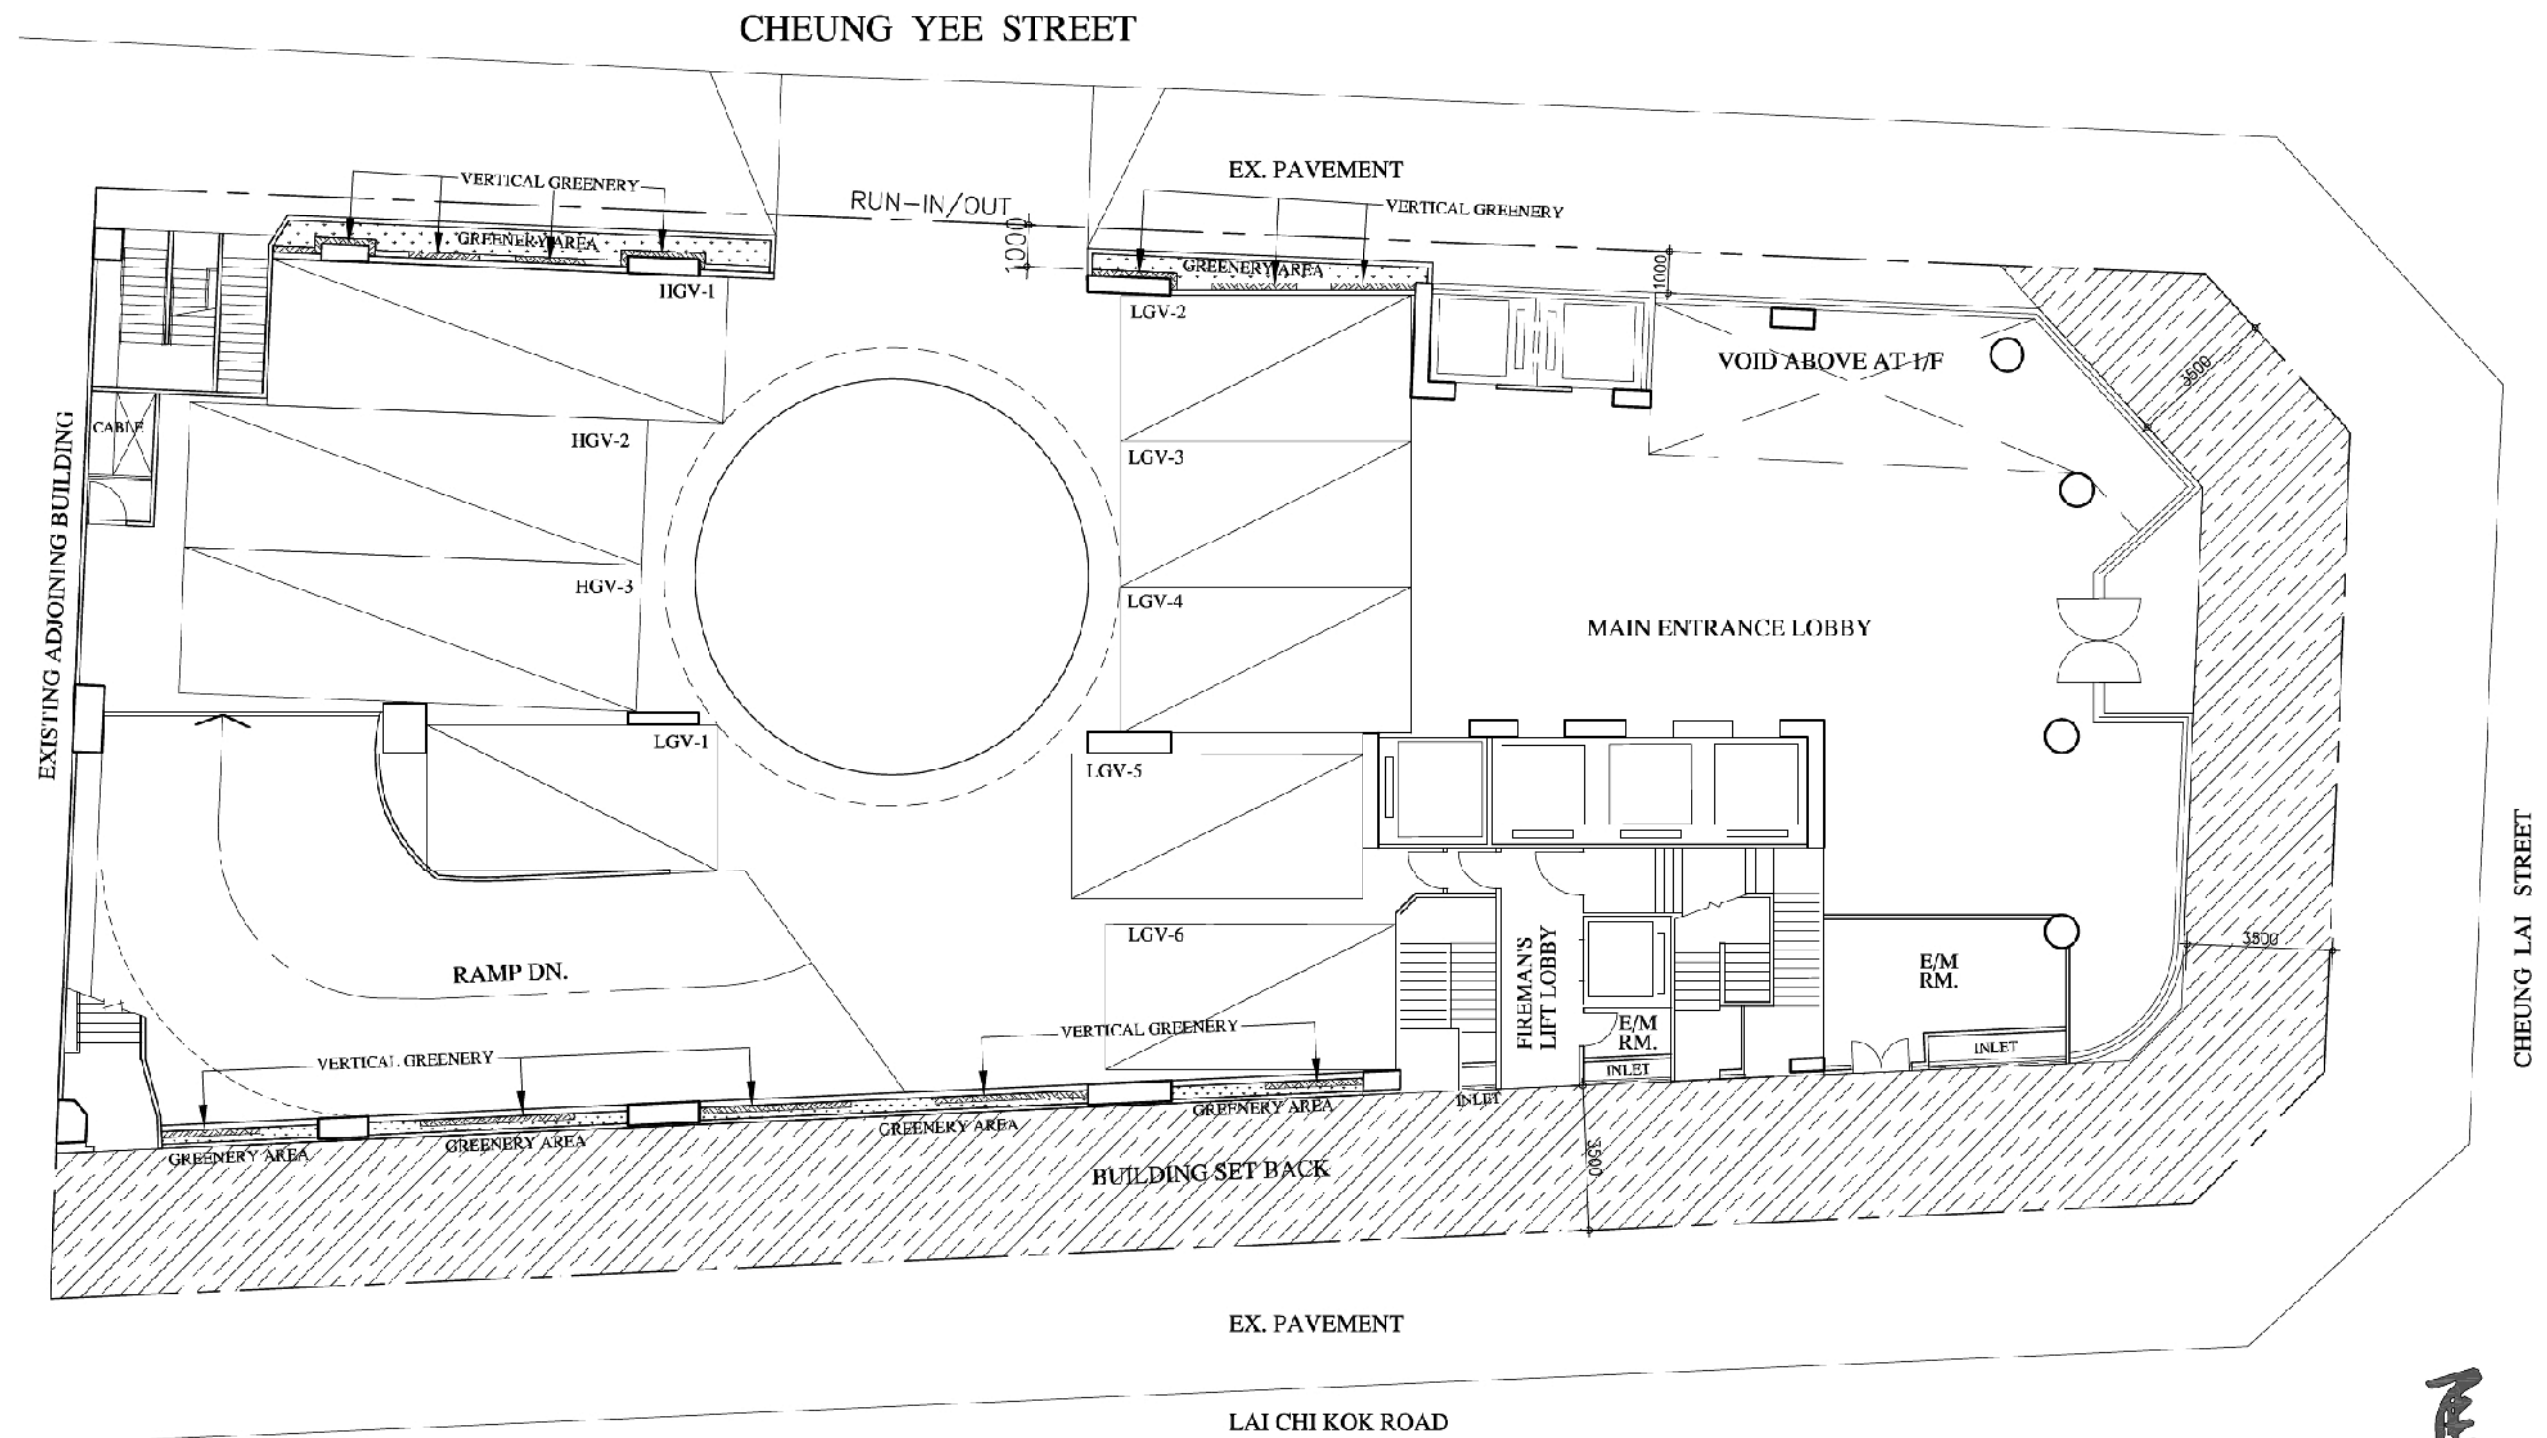 CHEUNG YEE STREET
EX. PAVEMENT
VERTICAL GREENERY
RUN-IN/OUT
VERTICAL GREENERY
GREENERY AREA
1000
GREENERY AREA
1000
HGV-1
LGV-2
VOID ABOVE AT 1/F
3500
CABLE
HGV-2
LGV-3
EXISTING ADJOINING BUILDING
HGV-3
LGV-4
MAIN ENTRANCE LOBBY
LGV-1
LGV-5
CHEUNG LAI STREET
LGV-6
3500
RAMP DN.
FIREMAN'S
LIFT LOBBY
E/M
RM.
E/M
RM.
VERTICAL GREENERY
INLET
VERTICAL GREENERY
INLET
INLET
GREENERY AREA
GREENERY AREA
GREENERY AREA
GREENERY AREA
3500
BUILDING SET BACK
EX. PAVEMENT
LAI CHI KOK ROAD